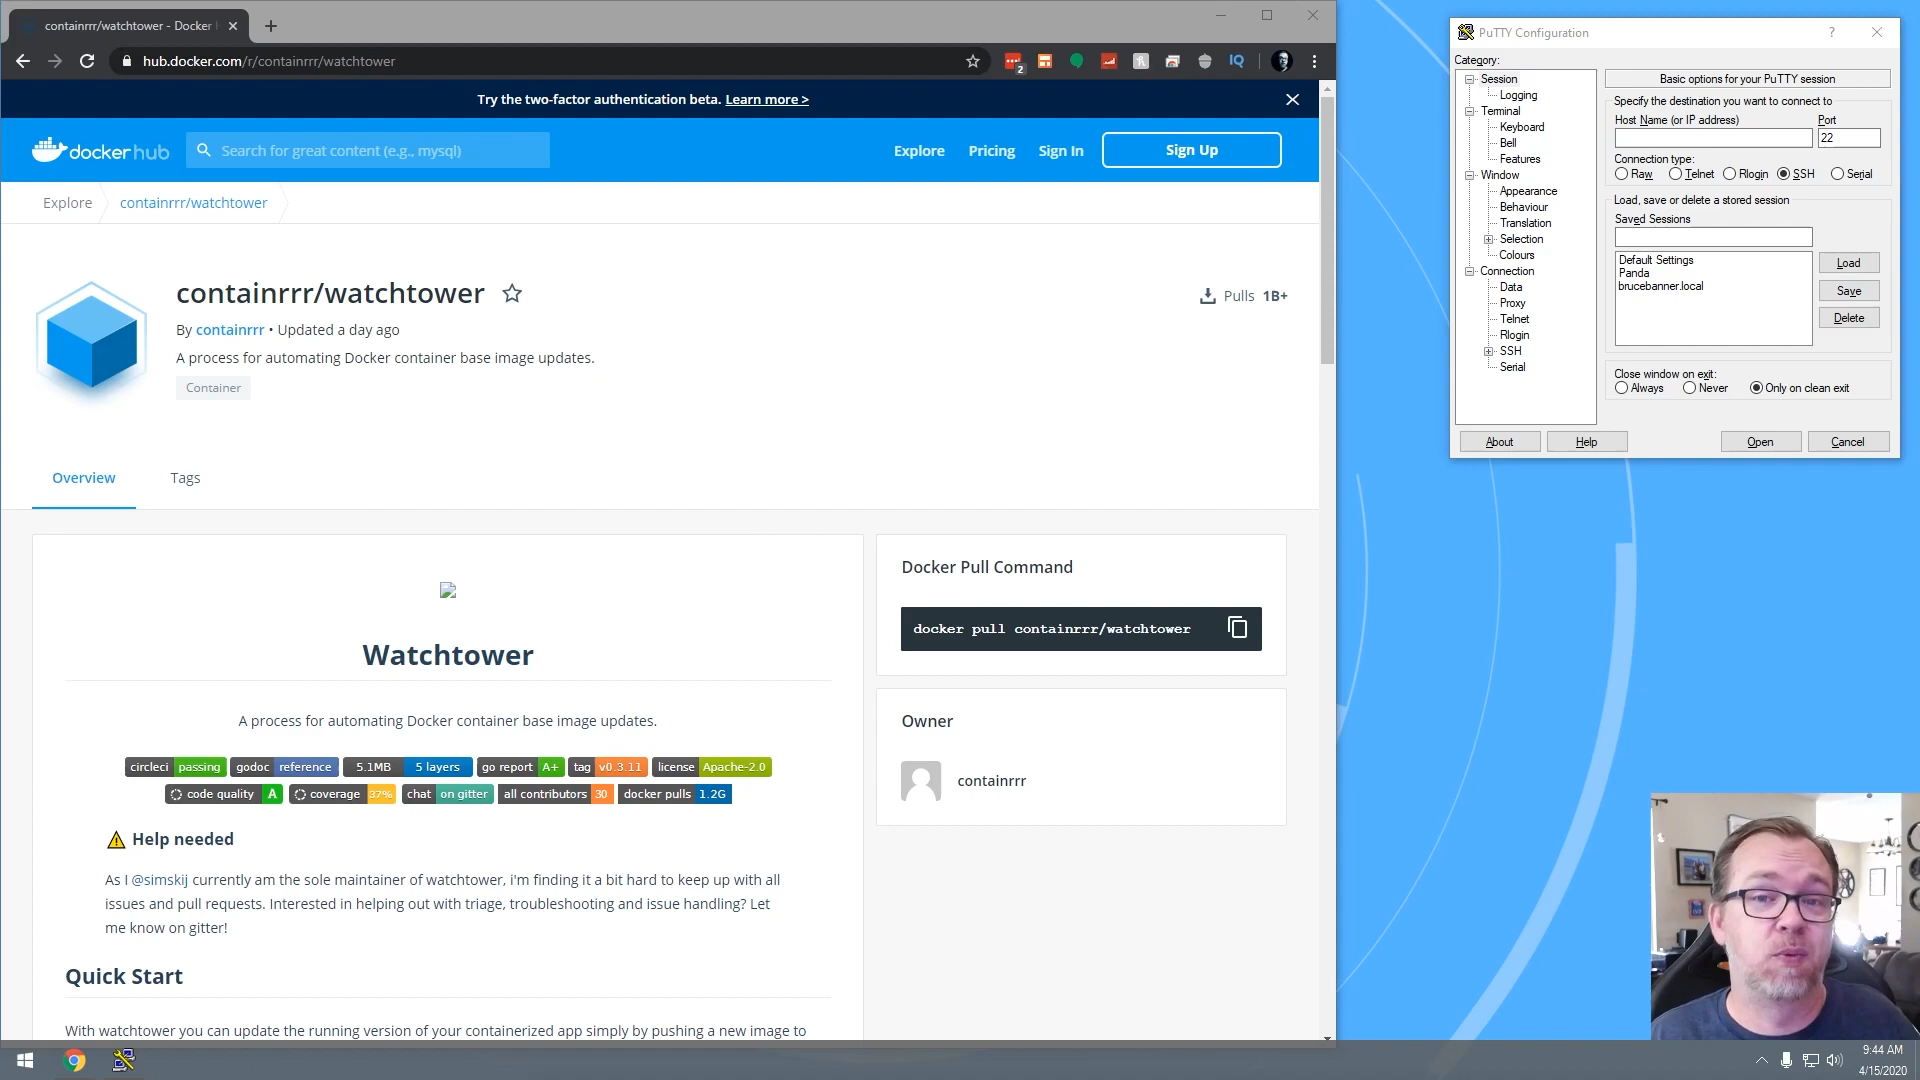 containrrr/watchtower - Docker
hub.docker.com/r/containrrr/watchtower
2
IQ
Try the two-factor authentication beta. Learn more >
docker hub
Search for great content (e.g., mysql)
Explore
Pricing
Sign In
Sign Up
Explore
containrrr/watchtower
containrrr/watchtower
Pulls 1B+
By containrrr • Updated a day ago
A process for automating Docker container base image updates.
Container
Overview
Tags
Watchtower
A process for automating Docker container base image updates.
circleci passing godoc reference 5.1MB 5 layers go report A+ tag v0.3.11 license Apache-2.0
code quality A coverage 37% chat on gitter all contributors 30 docker pulls 1.2G
Help needed
As I @simskij currently am the sole maintainer of watchtower, i'm finding it a bit hard to keep up with all
issues and pull requests. Interested in helping out with triage, troubleshooting and issue handling? Let
me know on gitter!
Quick Start
With watchtower you can update the running version of your containerized app simply by pushing a new image to
Docker Pull Command
docker pull containrrr/watchtower
Owner
containrrr
PuTTY Configuration
?
Category:
Session
Logging
Terminal
Keyboard
Bell
Features
Window
Appearance
Behaviour
Translation
Selection
Colours
Connection
Data
Proxy
Telnet
Rlogin
SSH
Serial
Basic options for your PuTTY session
Specify the destination you want to connect to
Host Name (or IP address)
Port
22
Connection type:
Raw Telnet Rlogin SSH Serial
Load, save or delete a stored session
Saved Sessions
Default Settings
Panda
brucebanner.local
Load
Save
Delete
Close window on exit:
Always Never Only on clean exit
About
Help
Open
Cancel
9:44 AM
4/15/2020